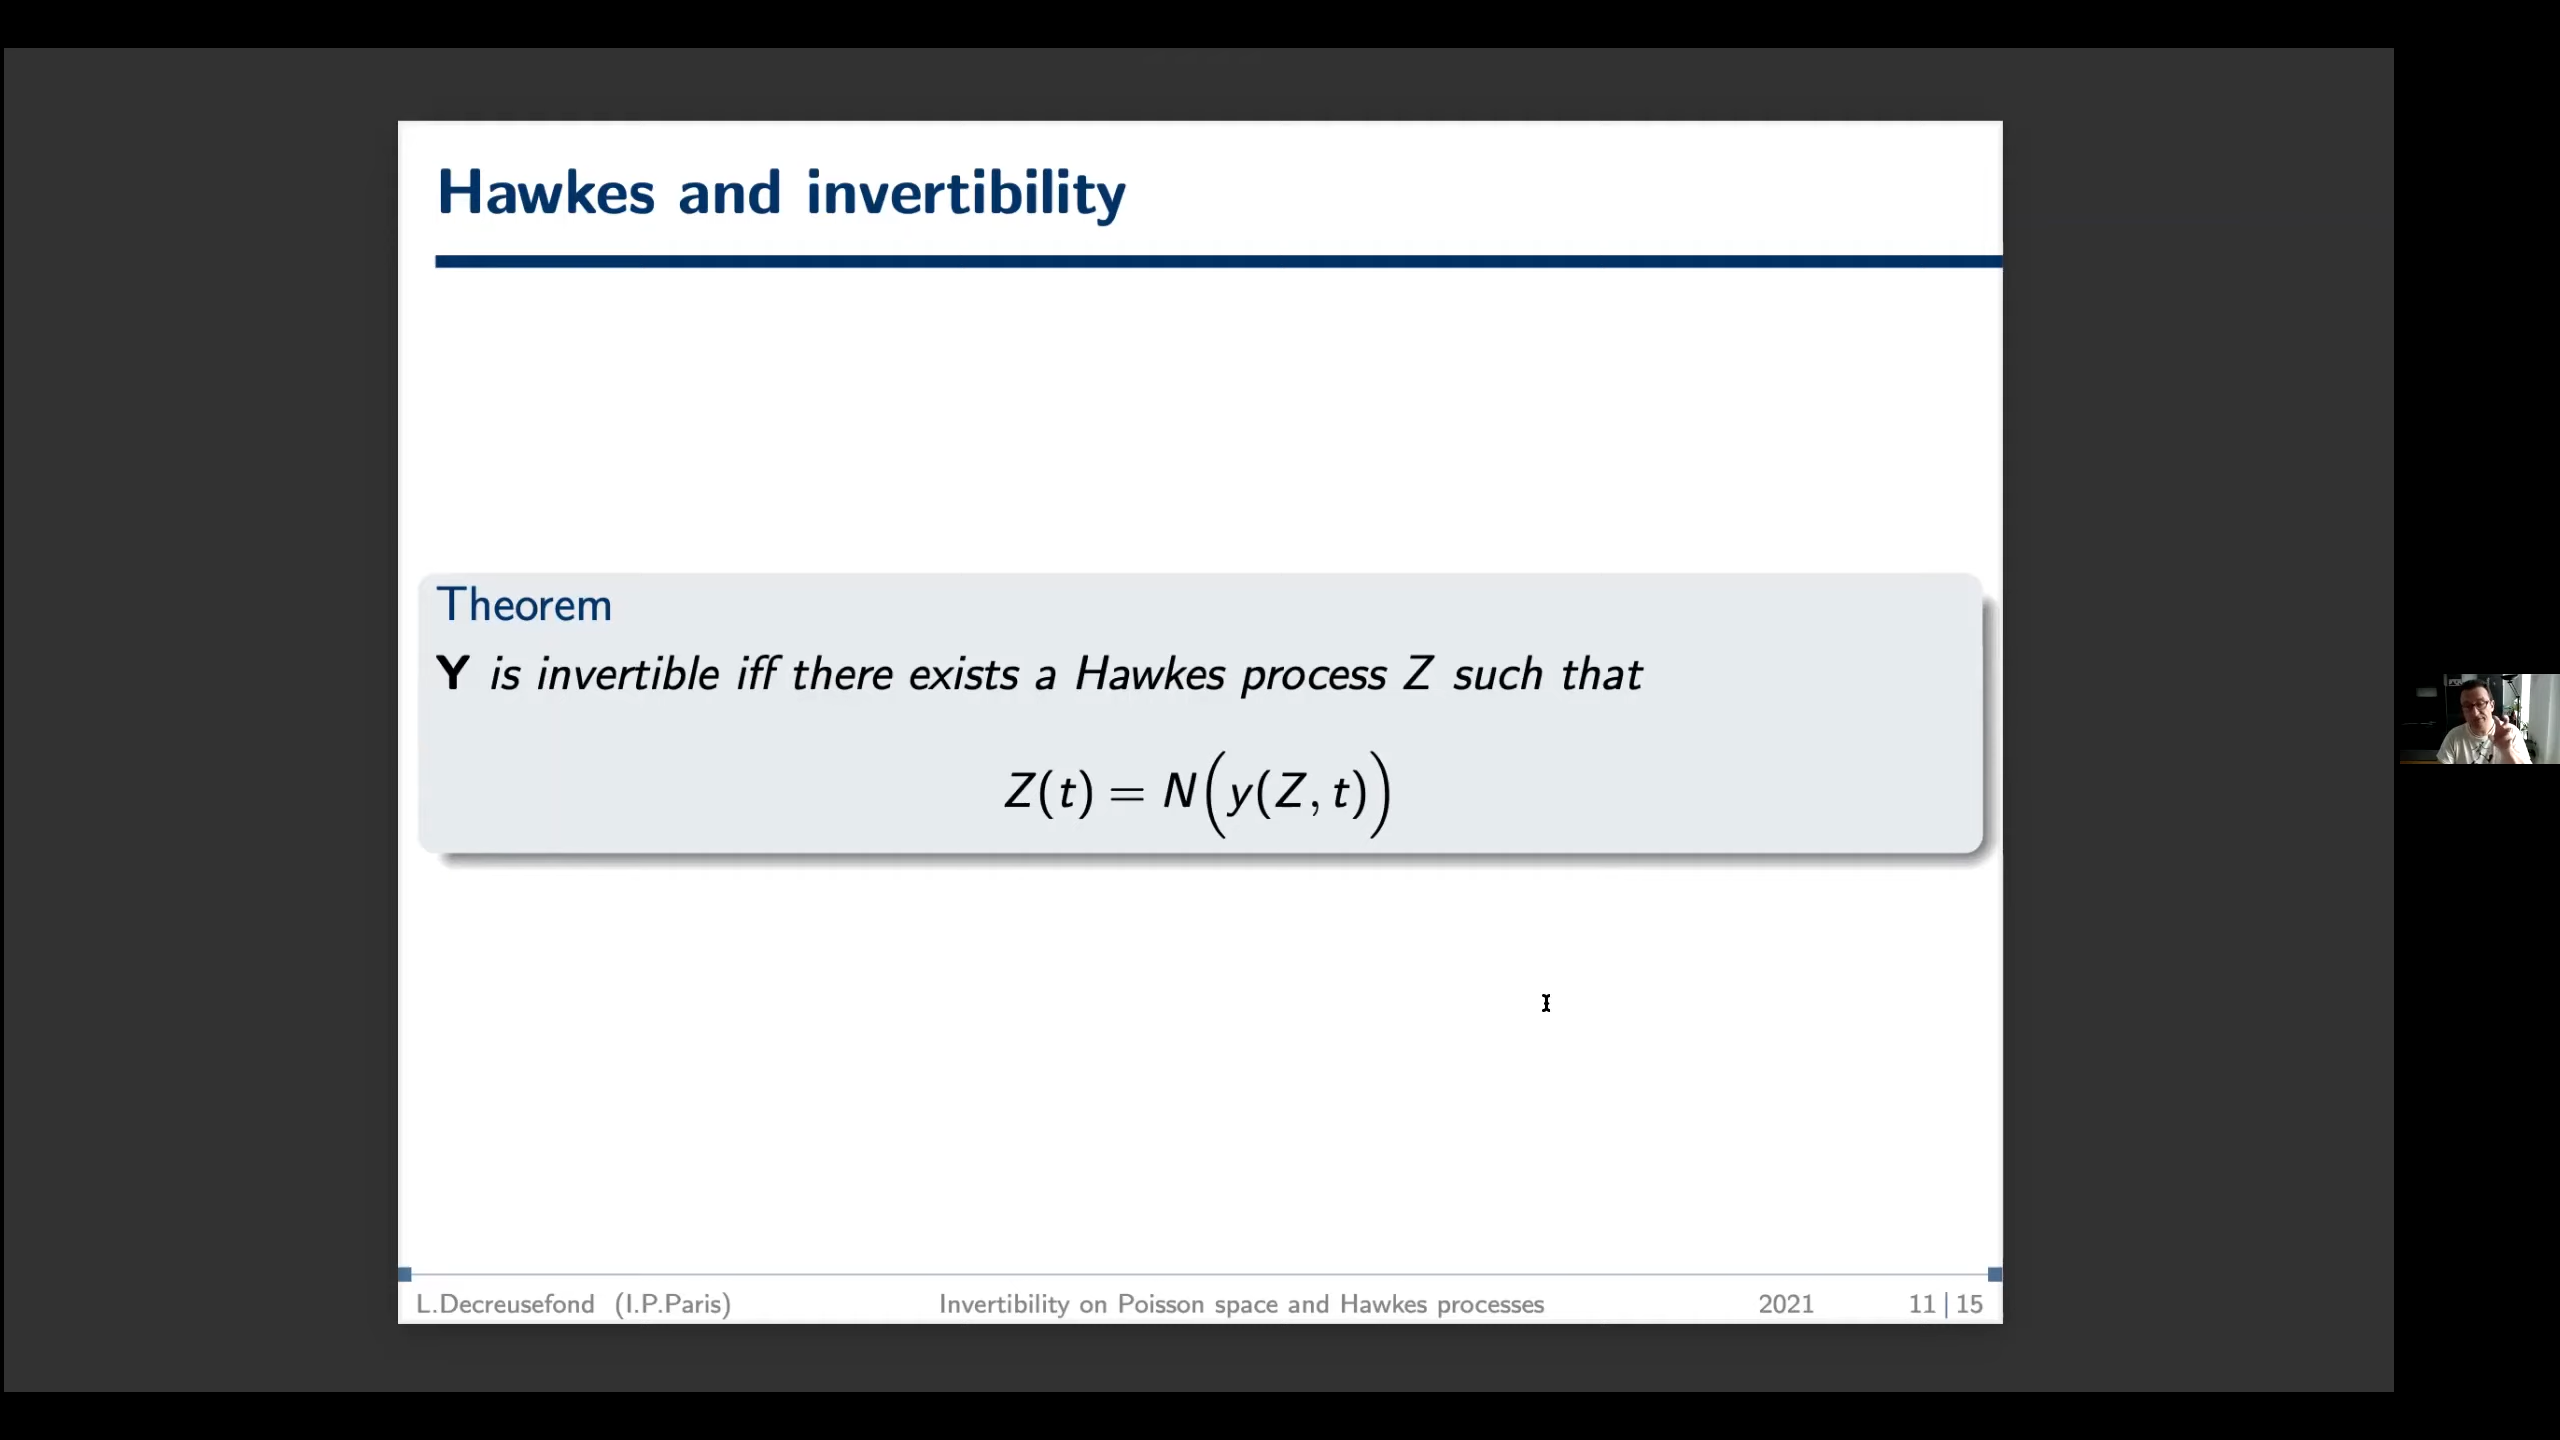 Hawkes and invertibility
Theorem
Y is invertible iff there exists a Hawkes process Z such that
Z(t) = N(y(Z, t))
L.Decreusefond (I.P.Paris) Invertibility on Poisson space and Hawkes processes 2021 11 | 15